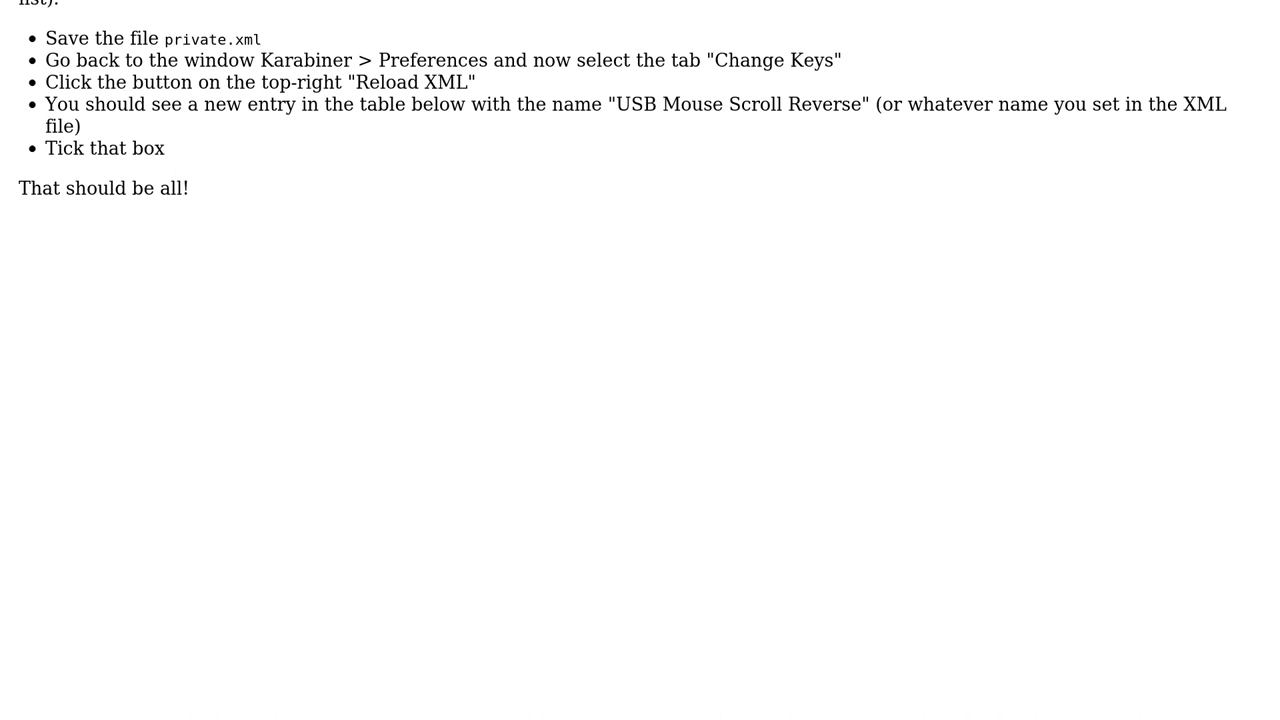 list).
Save the file private.xml
Go back to the window Karabiner > Preferences and now select the tab "Change Keys"
Click the button on the top-right "Reload XML"
You should see a new entry in the table below with the name "USB Mouse Scroll Reverse" (or whatever name you set in the XML
file)
Tick that box
That should be all!